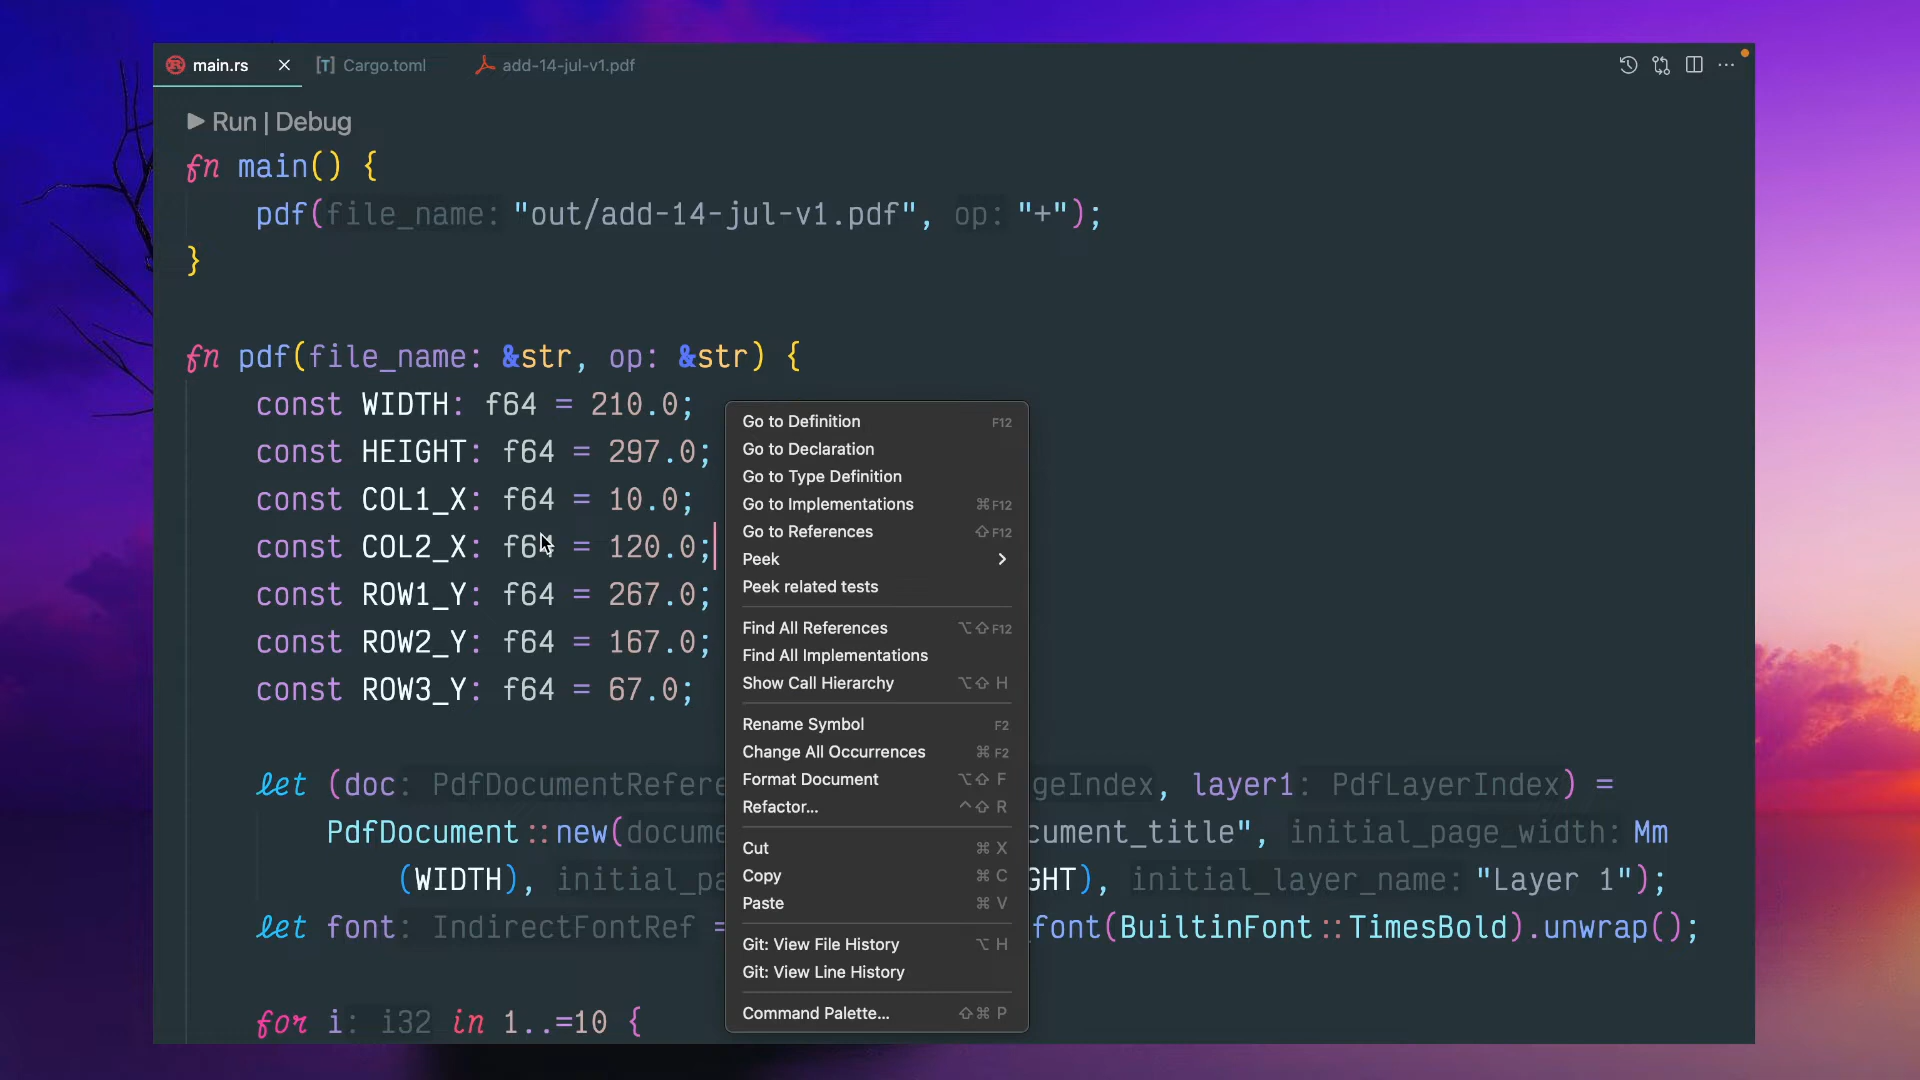 main.rs
Cargo.toml
add-14-jul-v1.pdf
Run | Debug
fn main() {
pdf(file_name: "out/add-14-jul-v1.pdf", op: "+");
}
fn pdf(file_name: &str, op: &str) {
const WIDTH: f64 = 210.0;
const HEIGHT: f64 = 297.0;
const COL1_X: f64 = 10.0;
const COL2_X: f64 = 120.0;
const ROW1_Y: f64 = 267.0;
const ROW2_Y: f64 = 167.0;
const ROW3_Y: f64 = 67.0;
let (doc: PdfDocumentRefere geIndex, layer1: PdfLayerIndex) =
PdfDocument::new(docume cument_title", initial_page_width: Mm
(WIDTH), initial_pa GHT), initial_layer_name: "Layer 1");
let font: IndirectFontRef = _font(BuiltinFont::TimesBold).unwrap();
for i: i32 in 1..=10 {
Go to Definition F12
Go to Declaration
Go to Type Definition
Go to Implementations ⌘F12
Go to References ⇧F12
Peek
Peek related tests
Find All References ⌥⇧F12
Find All Implementations
Show Call Hierarchy ⌥⇧ H
Rename Symbol F2
Change All Occurrences ⌘ F2
Format Document ⌥⇧ F
Refactor... ^⇧ R
Cut ⌘ X
Copy ⌘ C
Paste ⌘ V
Git: View File History ⌥ H
Git: View Line History
Command Palette... ⇧⌘ P